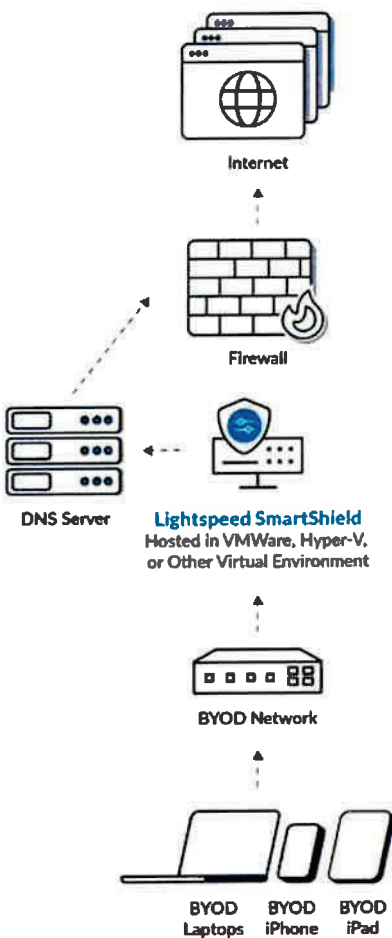 Internet
Firewall
DNS Server
Lightspeed SmartShield
Hosted in VMWare, Hyper-V,
or Other Virtual Environment
BYOD Network
BYOD
Laptops
BYOD
iPhone
BYOD
iPad